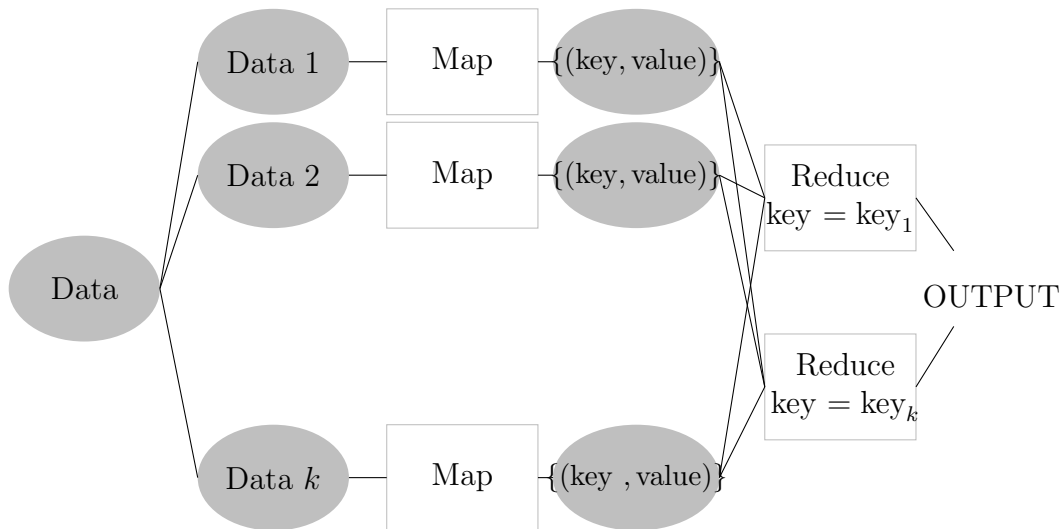 Data 1
Map
{(key, value)}
Data 2
Map
{(key, value)}
Reduce
key = key₁
Data
OUTPUT
Reduce
key = keyₖ
Data k
Map
{(key , value)}